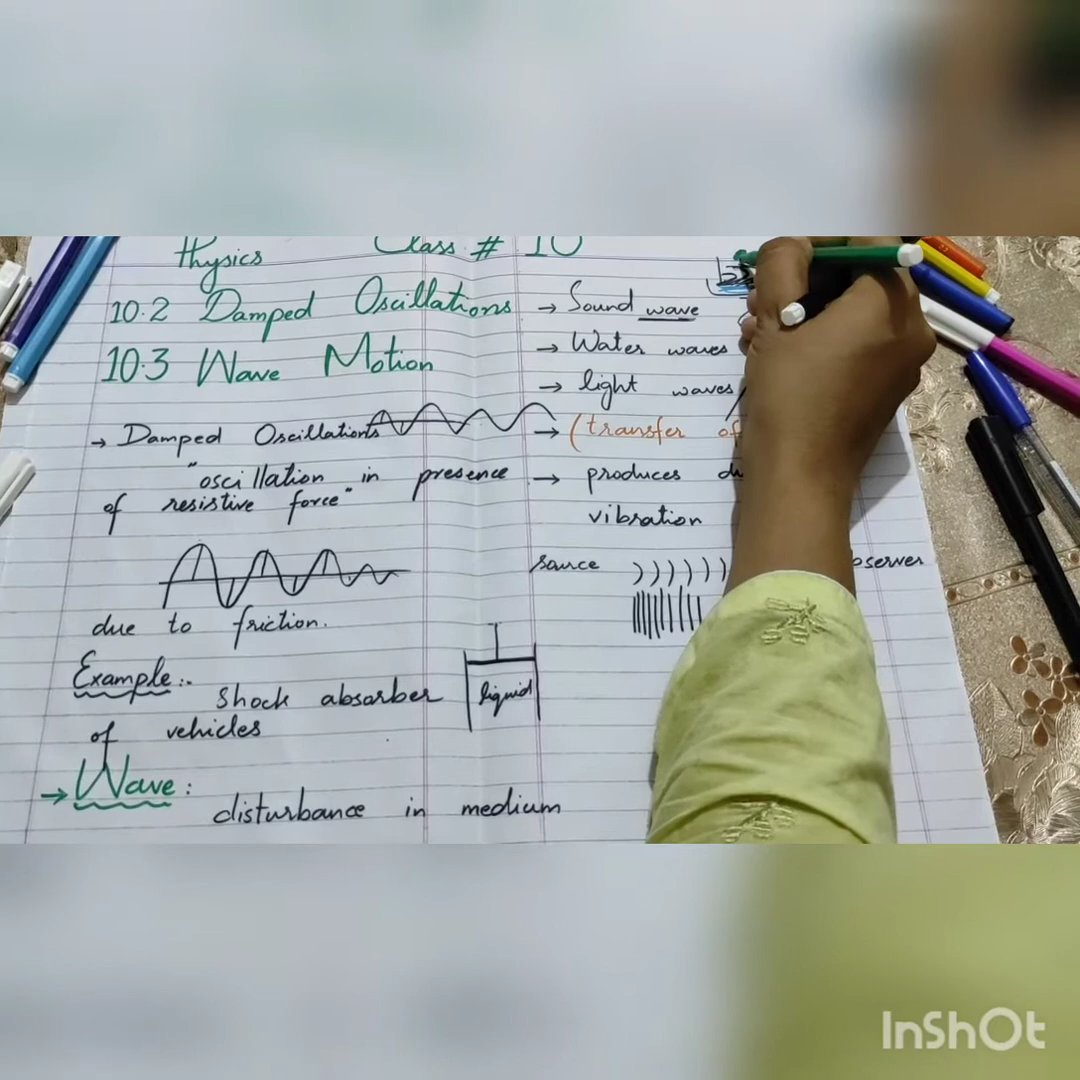 Physics Class # 10
10.2 Damped Oscillations
10.3 Wave Motion
→ Damped Oscillations
"oscillation in presence
of resistive force"
due to friction.
Example:-
Shock absorber
of vehicles
liquid
→ Wave:
disturbance in medium
→ Sound wave
→ Water waves
→ light waves
→ (transfer of
→ produces
vibration
source
InShOt